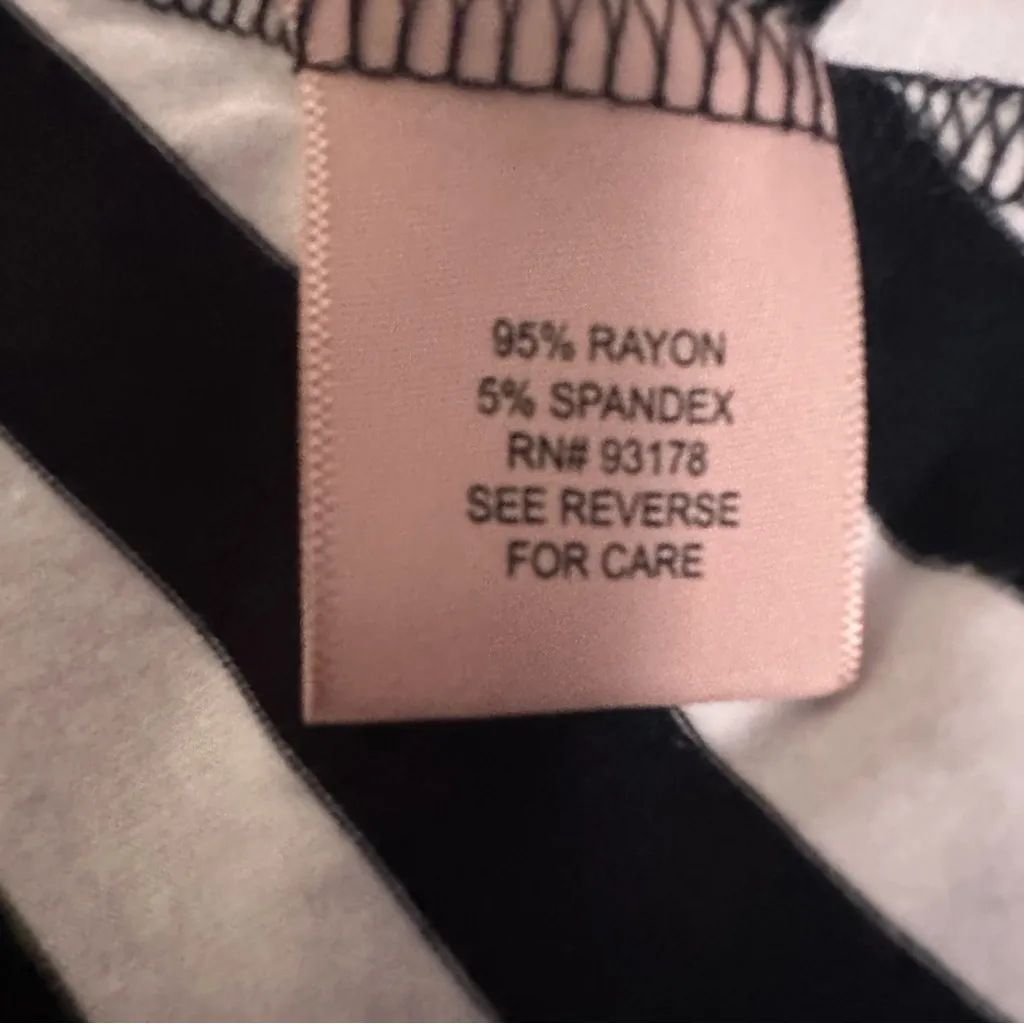 95% RAYON
5% SPANDEX
RN# 93178
SEE REVERSE
FOR CARE